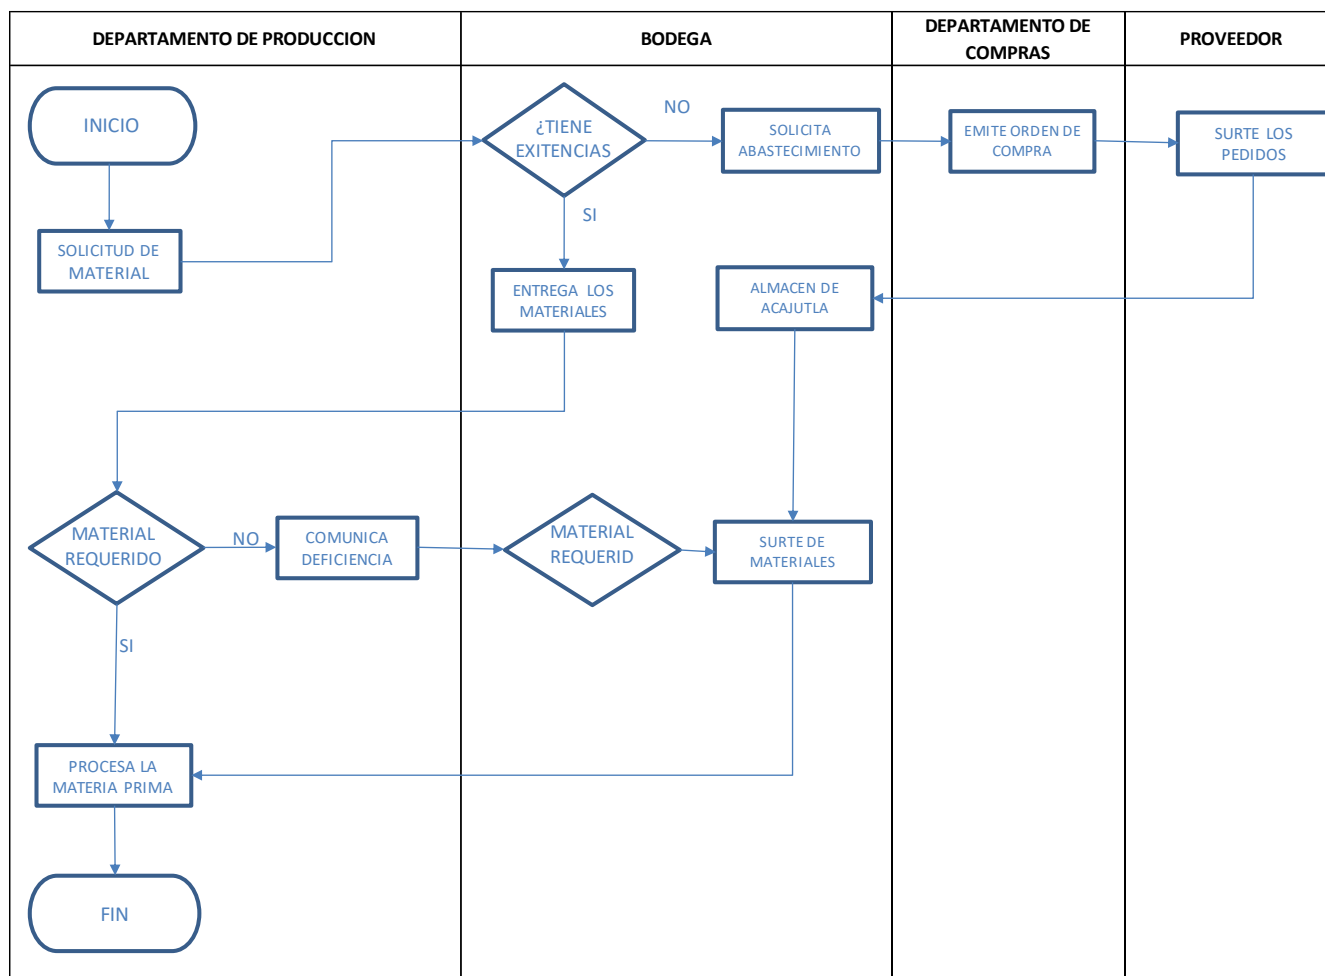 DEPARTAMENTO DE PRODUCCION
BODEGA
DEPARTAMENTO DE
COMPRAS
PROVEEDOR
INICIO
¿TIENE
EXITENCIAS
NO
SOLICITA
ABASTECIMIENTO
EMITE ORDEN DE
COMPRA
SURTE LOS
PEDIDOS
SI
SOLICITUD DE
MATERIAL
ENTREGA LOS
MATERIALES
ALMACEN DE
ACAJUTLA
MATERIAL
REQUERIDO
NO
COMUNICA
DEFICIENCIA
MATERIAL
REQUERID
SURTE DE
MATERIALES
SI
PROCESA LA
MATERIA PRIMA
FIN